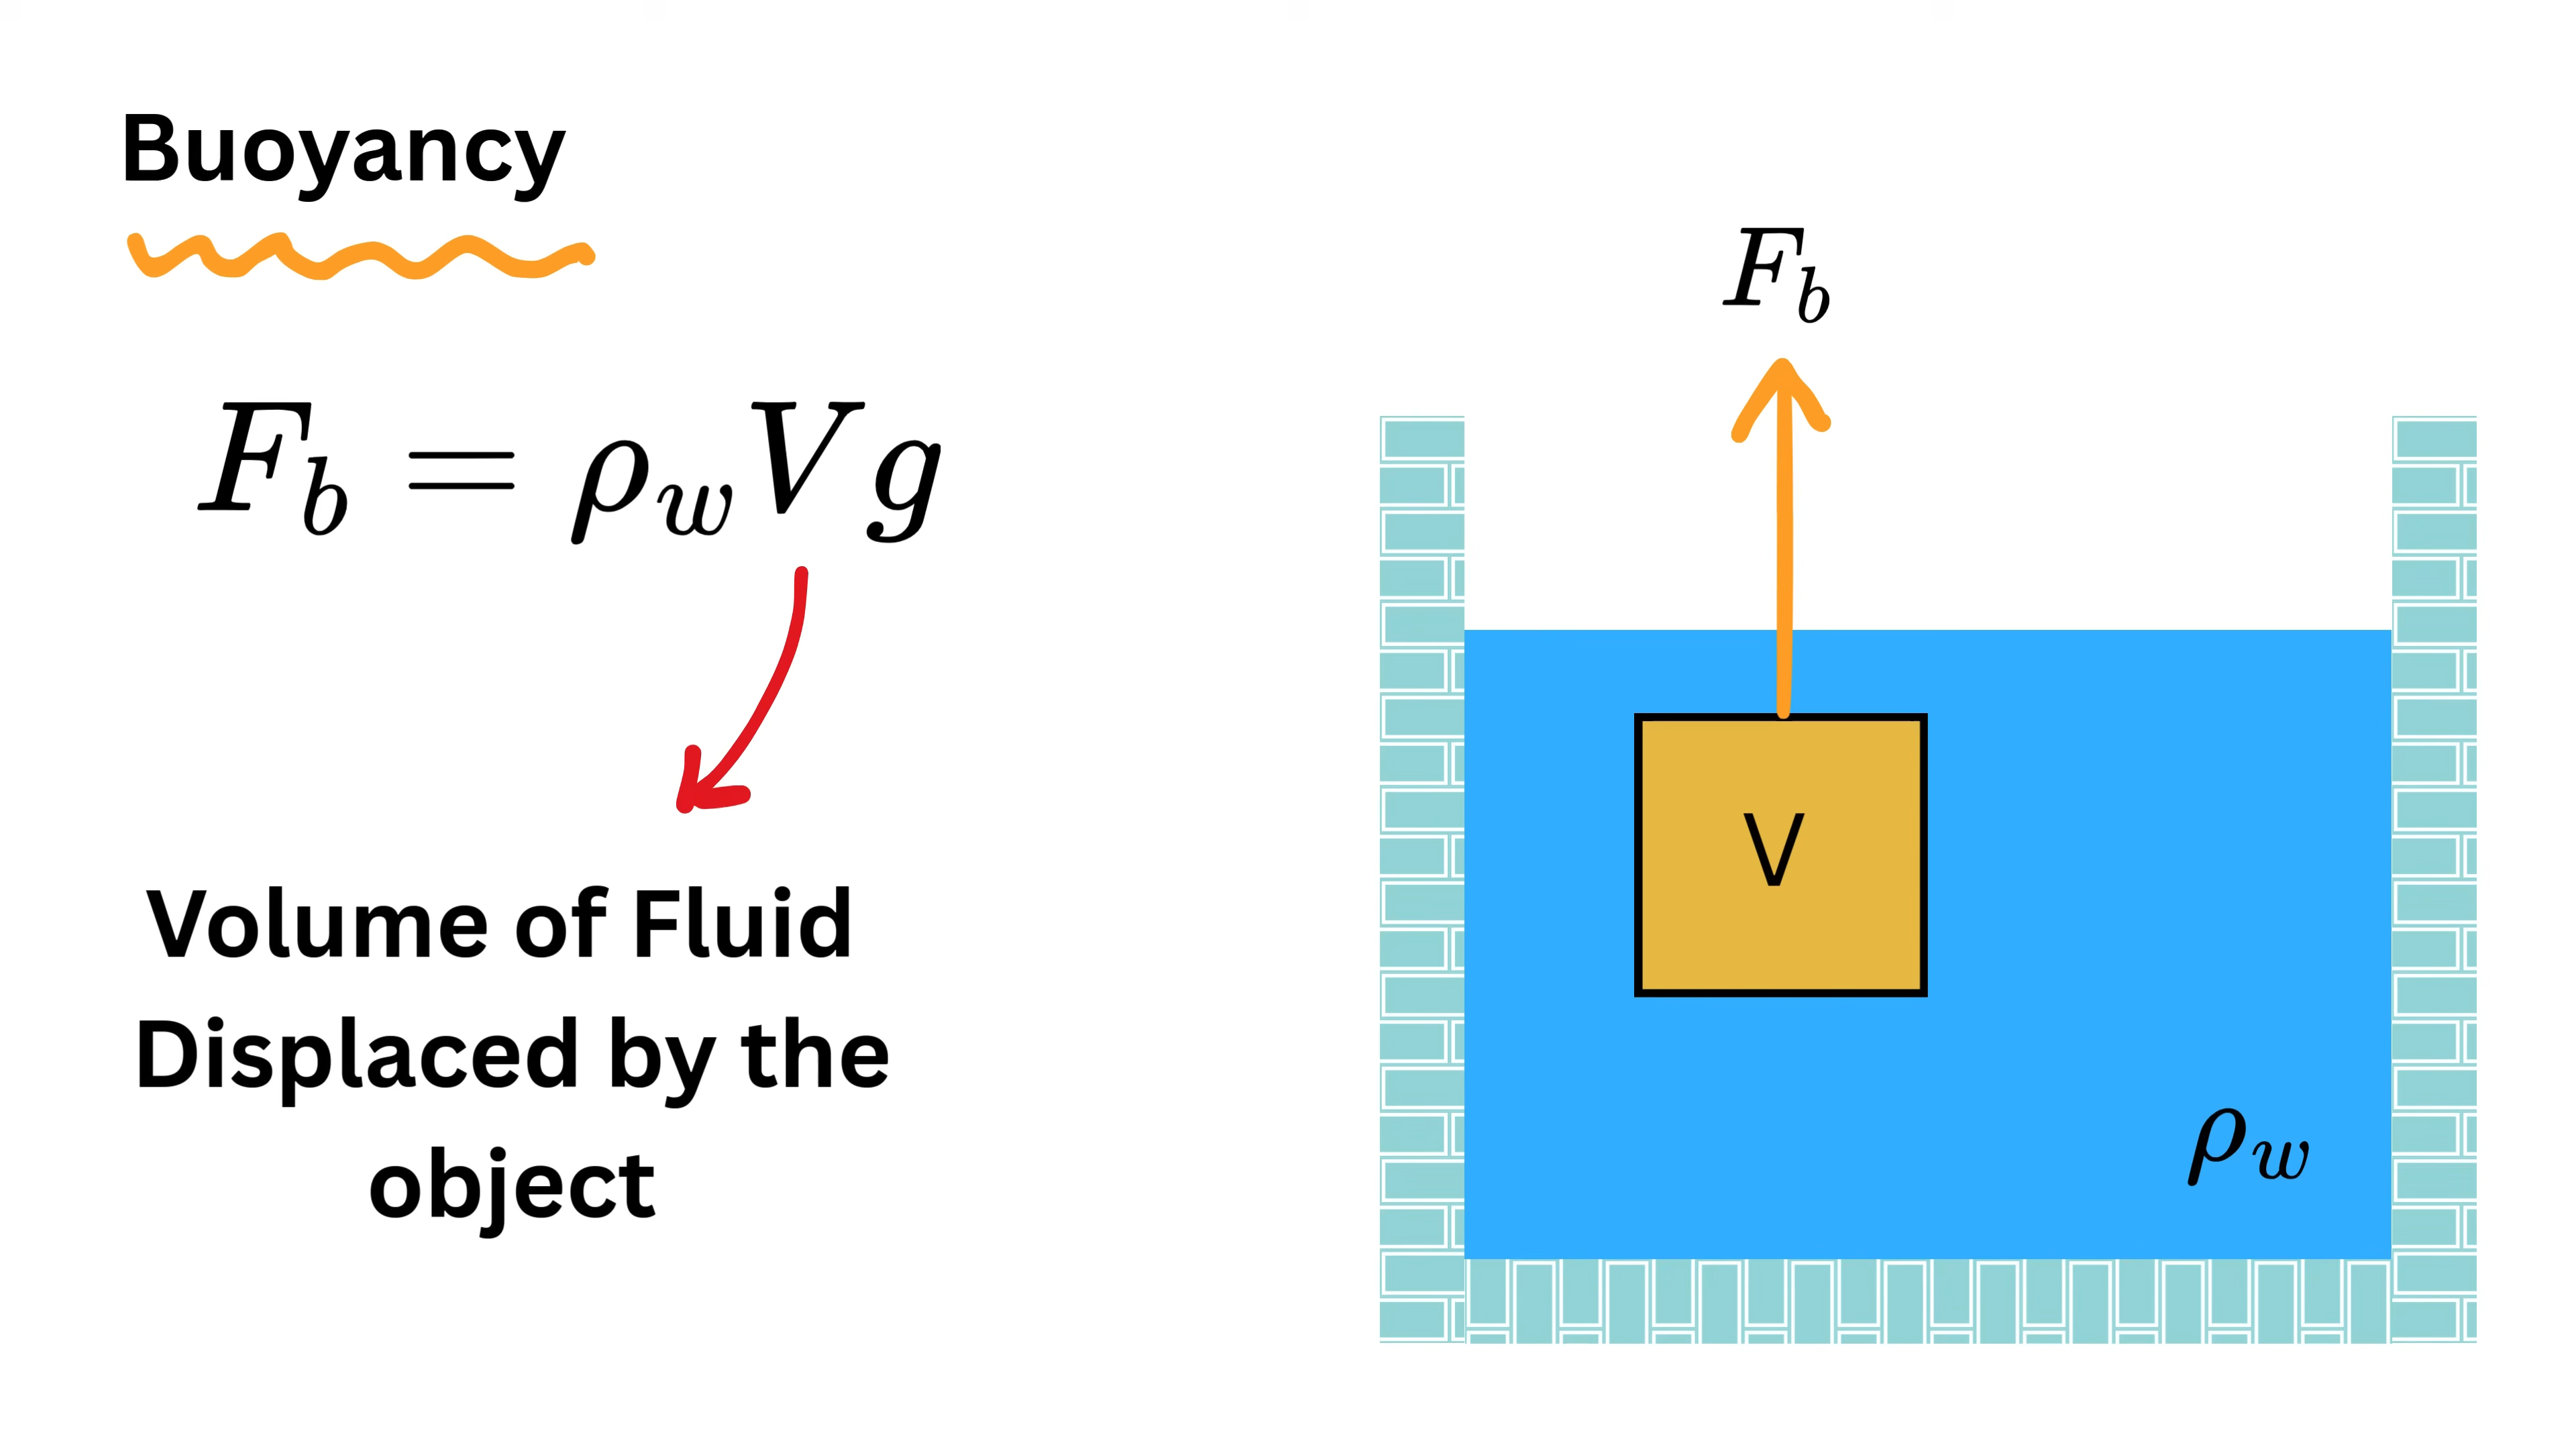 Buoyancy
F_b = ρ_w V g
Volume of Fluid
Displaced by the
object
F_b
V
ρ_w